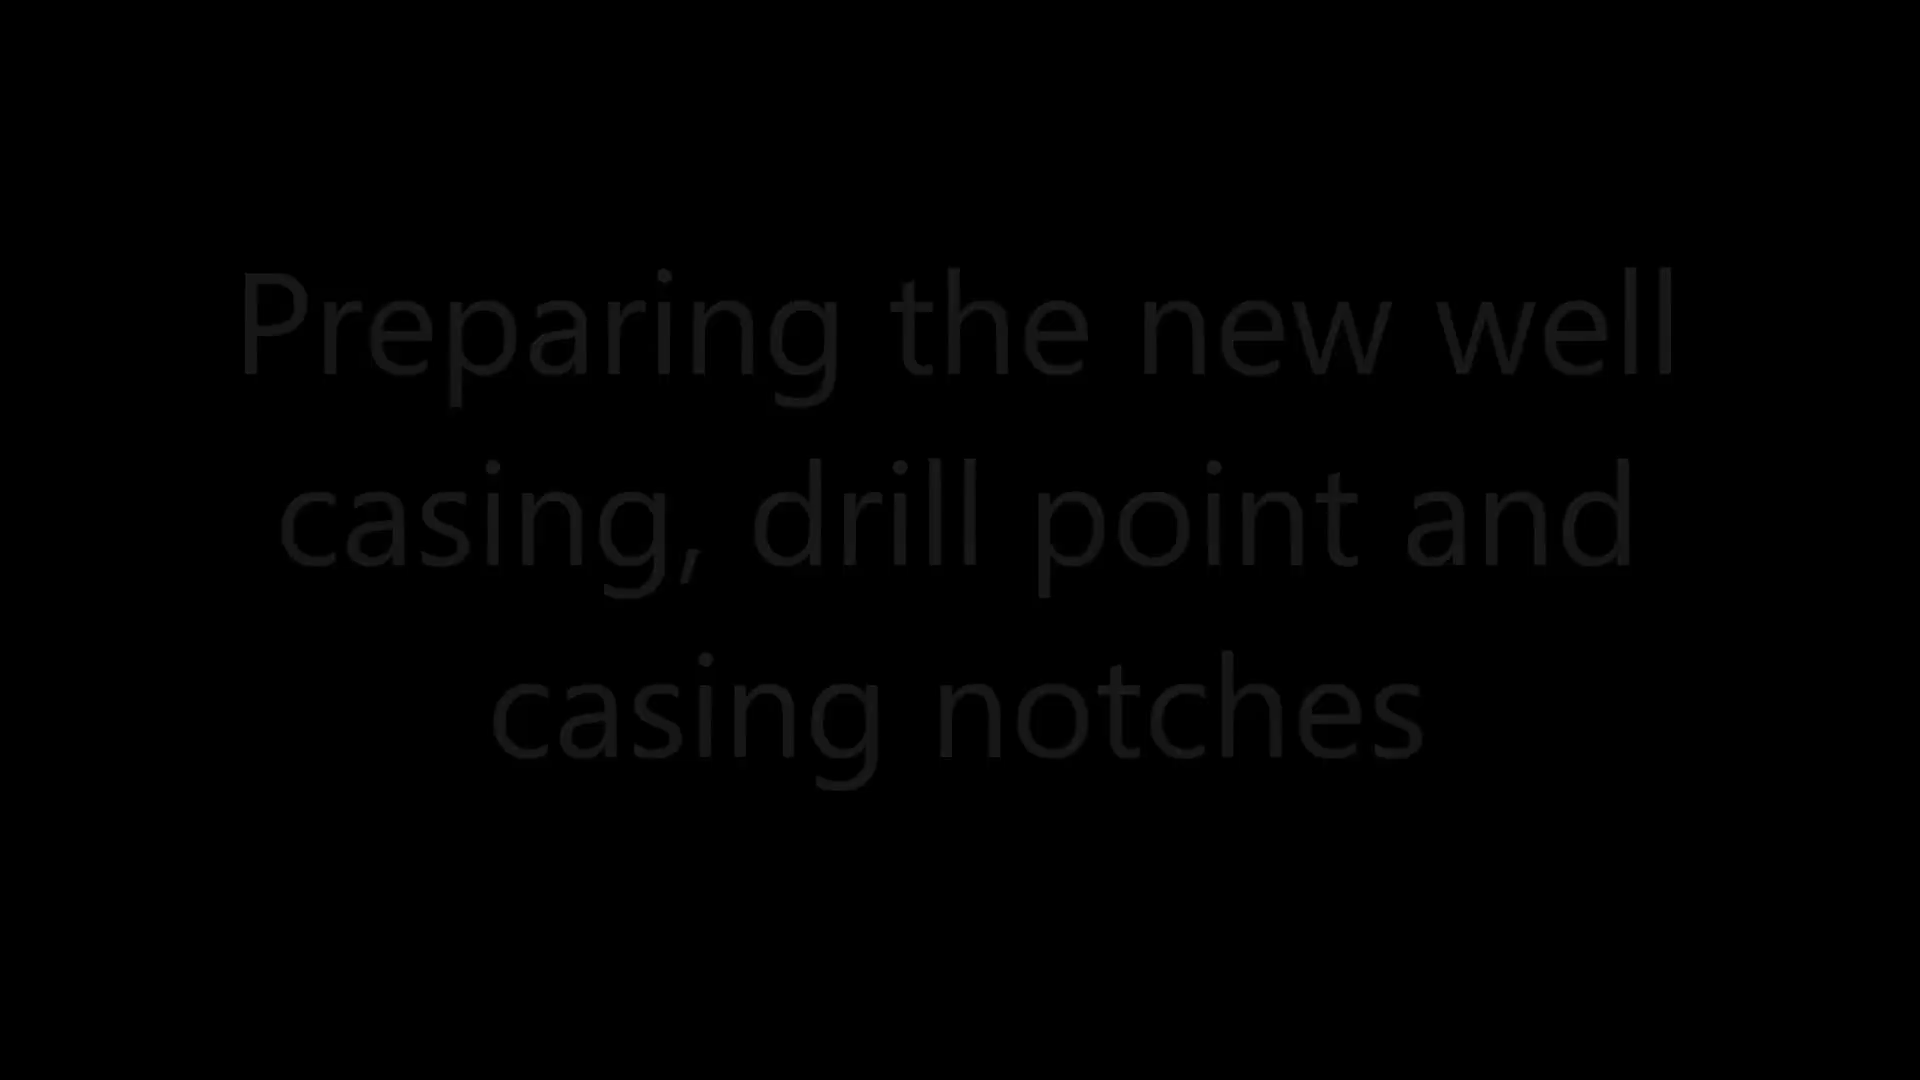 Preparing the new well
casing, drill point and
casing notches